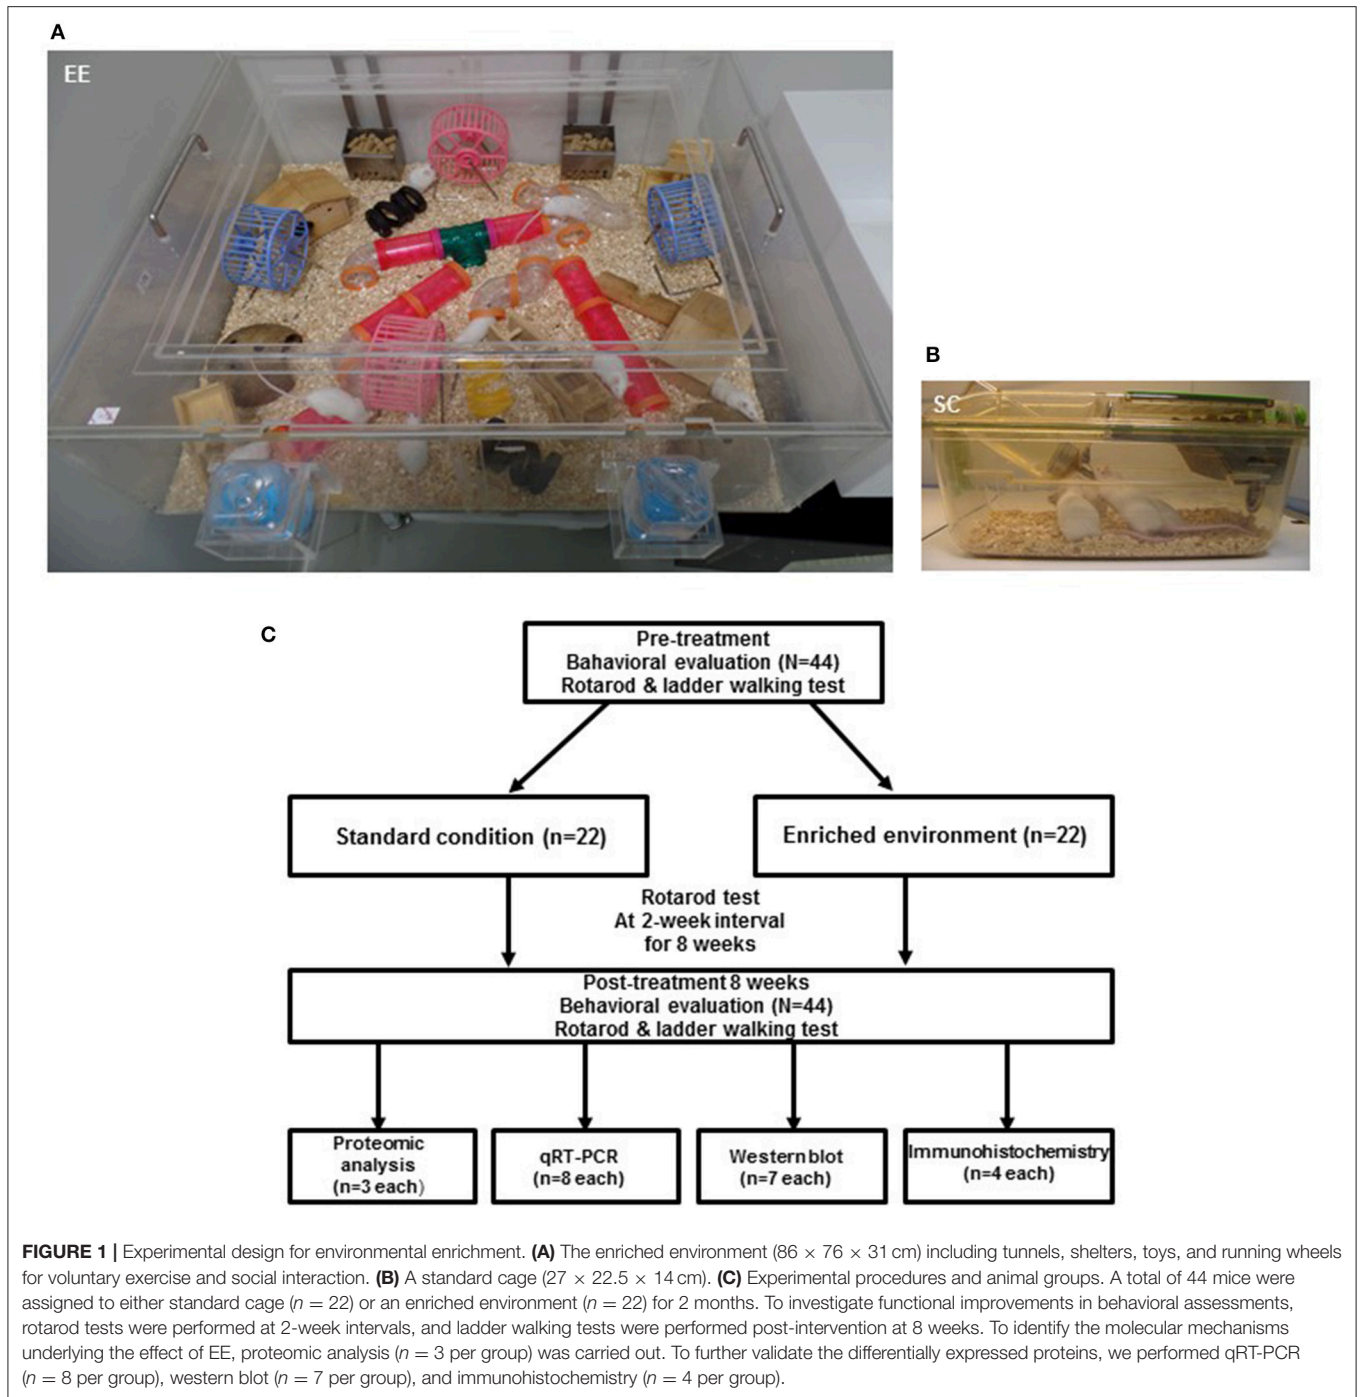 A
EE
B
SC
C
Pre-treatment
Bahavioral evaluation (N=44)
Rotarod & ladder walking test
Standard condition (n=22)
Enriched environment (n=22)
Rotarod test
At 2-week interval
for 8 weeks
Post-treatment 8 weeks
Behavioral evaluation (N=44)
Rotarod & ladder walking test
Proteomic
analysis
(n=3 each)
qRT-PCR
(n=8 each)
Western blot
(n=7 each)
Immunohistochemistry
(n=4 each)
FIGURE 1 | Experimental design for environmental enrichment. (A) The enriched environment (86 × 76 × 31 cm) including tunnels, shelters, toys, and running wheels
for voluntary exercise and social interaction. (B) A standard cage (27 × 22.5 × 14 cm). (C) Experimental procedures and animal groups. A total of 44 mice were
assigned to either standard cage (n = 22) or an enriched environment (n = 22) for 2 months. To investigate functional improvements in behavioral assessments,
rotarod tests were performed at 2-week intervals, and ladder walking tests were performed post-intervention at 8 weeks. To identify the molecular mechanisms
underlying the effect of EE, proteomic analysis (n = 3 per group) was carried out. To further validate the differentially expressed proteins, we performed qRT-PCR
(n = 8 per group), western blot (n = 7 per group), and immunohistochemistry (n = 4 per group).